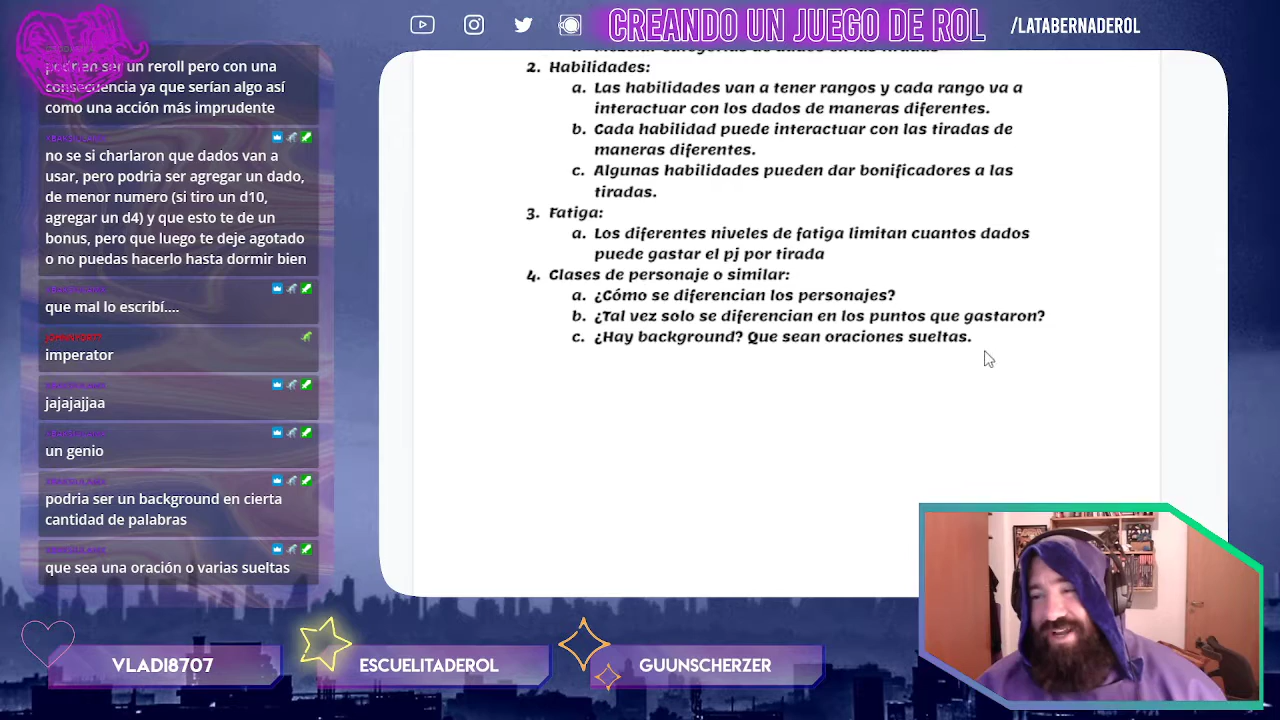 CREANDO UN JUEGO DE ROL
/LATABERNADEROL
podrían ser un reroll pero con una
consecuencia ya que serían algo así
como una acción más imprudente
no se si charlaron que dados van a
usar, pero podria ser agregar un dado,
de menor numero (si tiro un d10,
agregar un d4) y que esto te de un
bonus, pero que luego te deje agotado
o no puedas hacerlo hasta dormir bien
que mal lo escribí....
imperator
jajajajjaa
un genio
podria ser un background en cierta
cantidad de palabras
que sea una oración o varias sueltas
2. Habilidades:
a. Las habilidades van a tener rangos y cada rango va a
interactuar con los dados de maneras diferentes.
b. Cada habilidad puede interactuar con las tiradas de
maneras diferentes.
c. Algunas habilidades pueden dar bonificadores a las
tiradas.
3. Fatiga:
a. Los diferentes niveles de fatiga limitan cuantos dados
puede gastar el pj por tirada
4. Clases de personaje o similar:
a. ¿Cómo se diferencian los personajes?
b. ¿Tal vez solo se diferencian en los puntos que gastaron?
c. ¿Hay background? Que sean oraciones sueltas.
VLADI8707
ESCUELITADEROL
GUUNSCHERZER